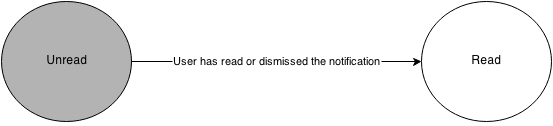 Unread
User has read or dismissed the notification
Read